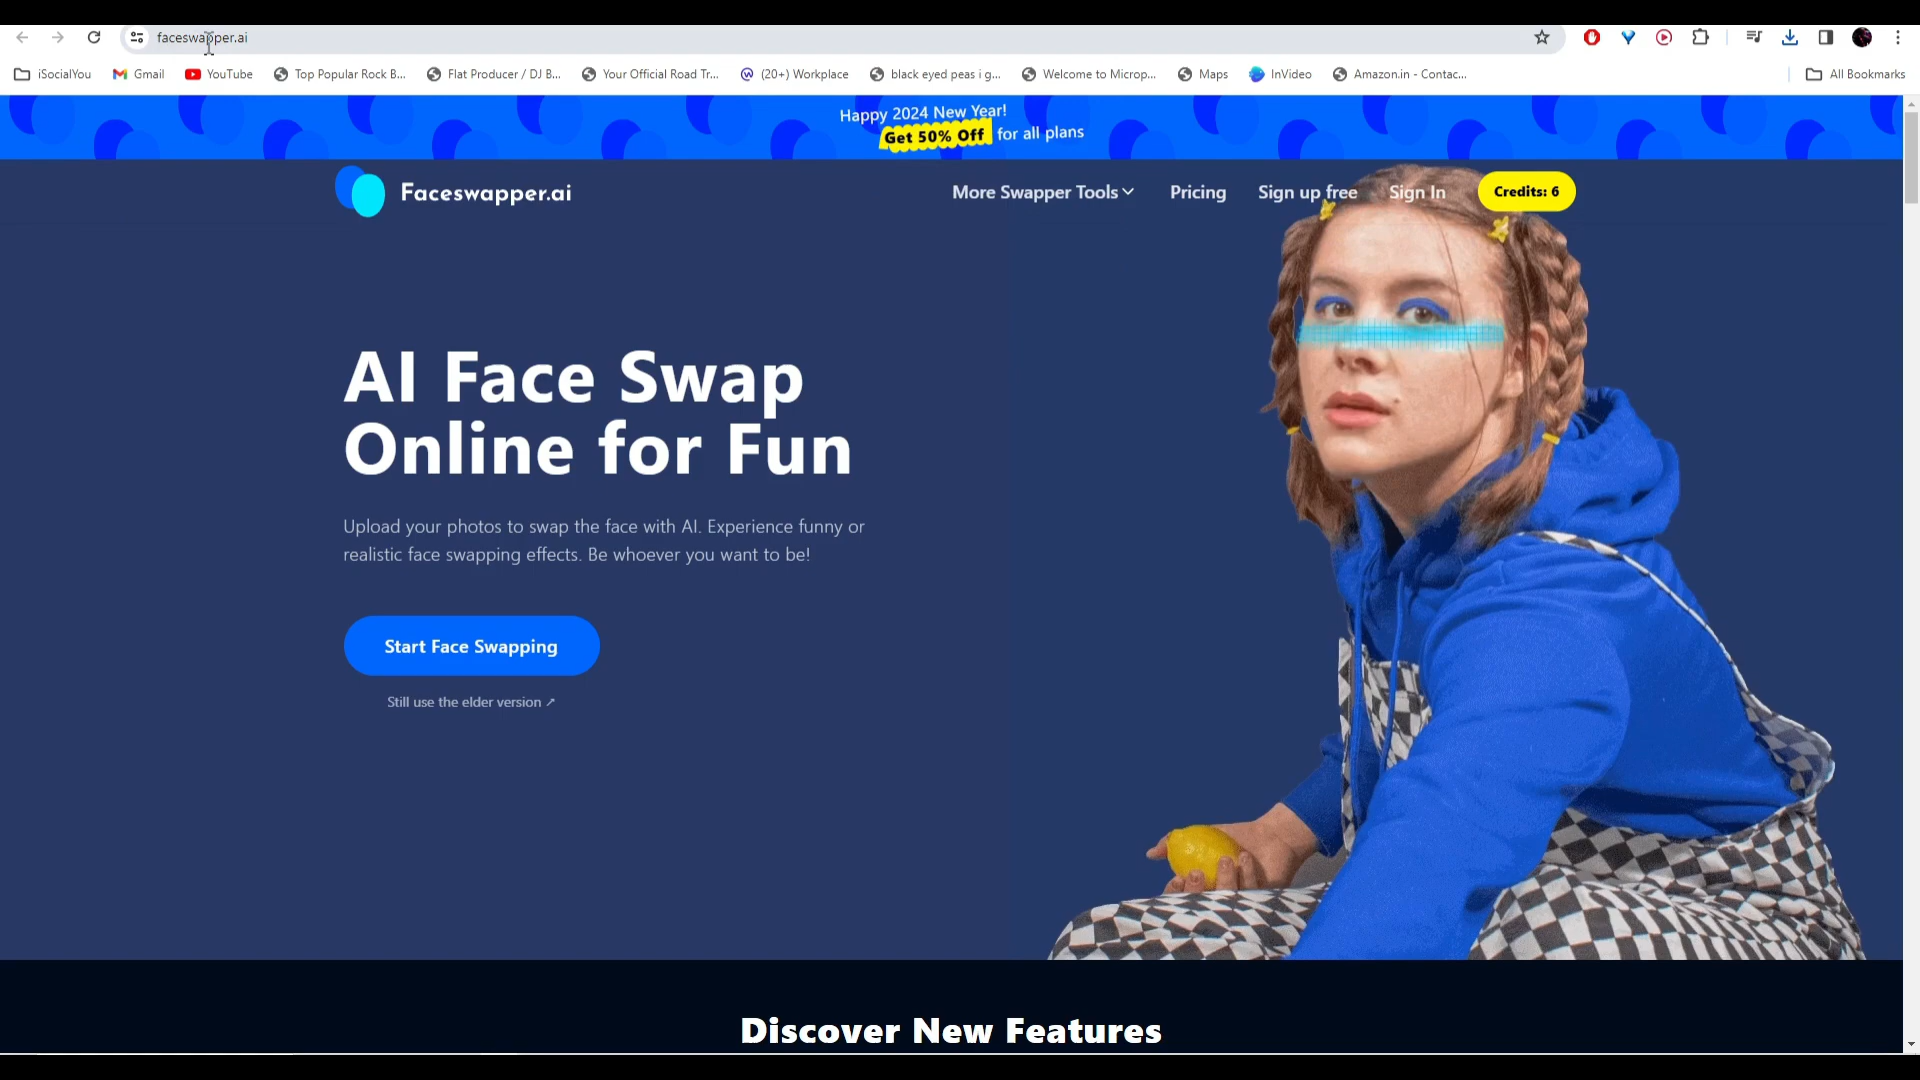 faceswapper.ai
iSocialYou
Gmail
YouTube
Top Popular Rock B...
Flat Producer / DJ B...
Your Official Road Tr...
(20+) Workplace
black eyed peas i g...
Welcome to Microp...
Maps
InVideo
Amazon.in - Contac...
All Bookmarks
Happy 2024 New Year!
Get 50% Off for all plans
Faceswapper.ai
More Swapper Tools
Pricing
Sign up free
Sign In
Credits: 6
AI Face Swap
Online for Fun
Upload your photos to swap the face with AI. Experience funny or
realistic face swapping effects. Be whoever you want to be!
Start Face Swapping
Still use the elder version ↗
Discover New Features